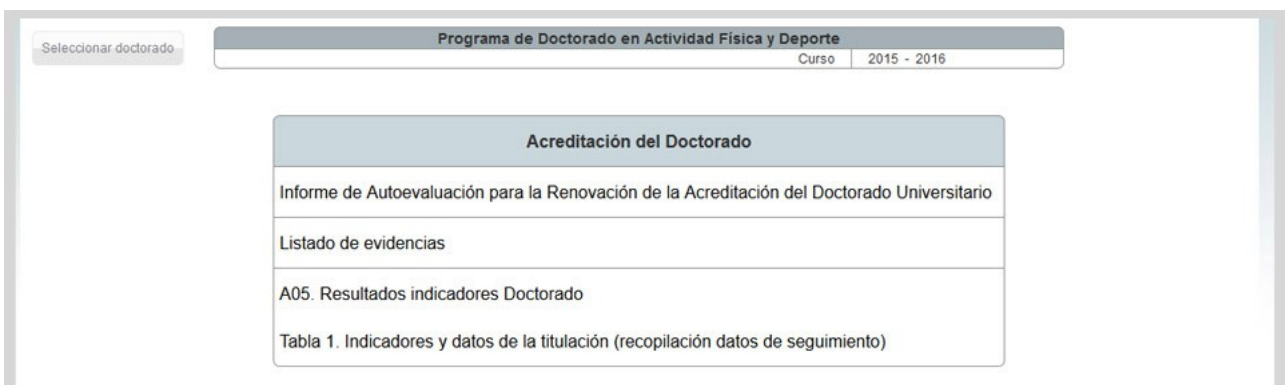 Seleccionar doctorado
Programa de Doctorado en Actividad Física y Deporte
Curso 2015 - 2016
Acreditación del Doctorado
Informe de Autoevaluación para la Renovación de la Acreditación del Doctorado Universitario
Listado de evidencias
A05. Resultados indicadores Doctorado
Tabla 1. Indicadores y datos de la titulación (recopilación datos de seguimiento)